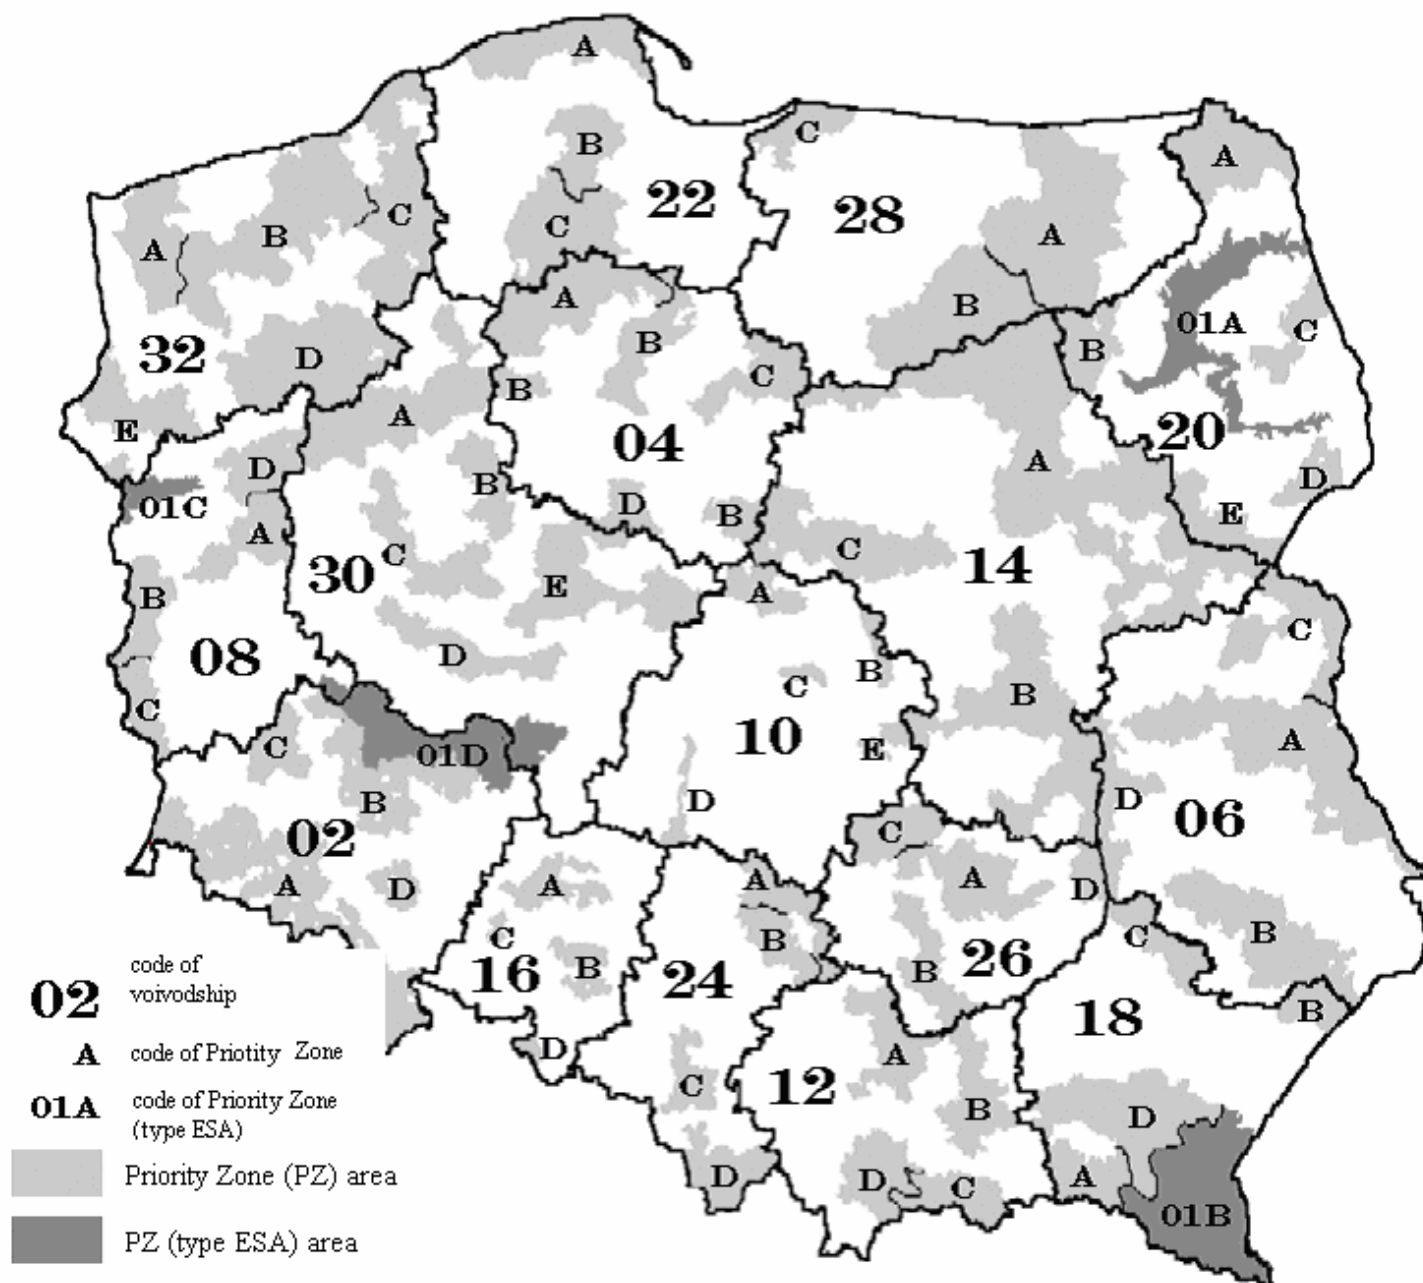 A
C
A
B
C
22
28
A
B
C
A
B
A
B
A
32
D
B
C
01A
C
B
B
C
E
A
04
A
20
D
01C
D
B
D
B
E
A
C
30
C
14
B
E
A
08
D
C
B
C
B
C
10
A
C
01D
E
B
D
D
06
02
C
A
D
A
A
A
D
C
B
B
C
B
16
B
24
B
26
B
18
D
A
12
C
B
D
D
D
C
A
01B
02
code of
voivodship
A
code of Priotity Zone
01A
code of Priority Zone
(type ESA)
Priority Zone (PZ) area
PZ (type ESA) area